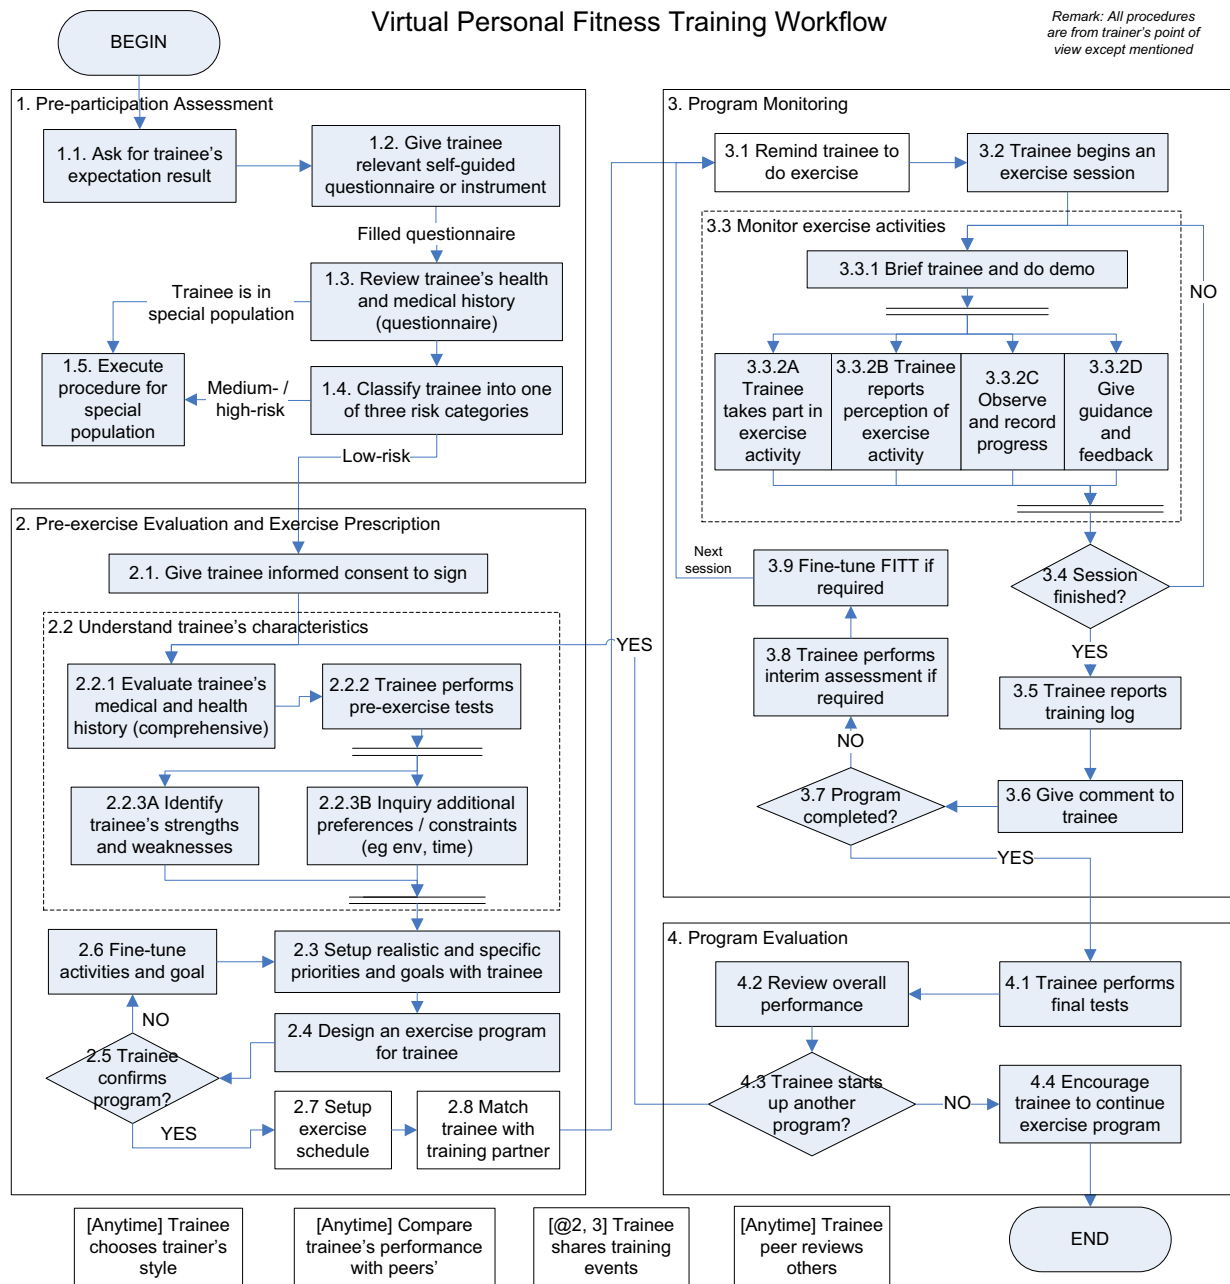 Virtual Personal Fitness Training Workflow
Remark: All procedures
are from trainer's point of
view except mentioned
BEGIN
1. Pre-participation Assessment
1.1. Ask for trainee's
expectation result
1.2. Give trainee
relevant self-guided
questionnaire or instrument
Filled questionnaire
1.3. Review trainee's health
and medical history
(questionnaire)
Trainee is in
special population
1.5. Execute
procedure for
special
population
Medium- /
high-risk
1.4. Classify trainee into one
of three risk categories
Low-risk
2. Pre-exercise Evaluation and Exercise Prescription
2.1. Give trainee informed consent to sign
2.2 Understand trainee's characteristics
2.2.1 Evaluate trainee's
medical and health
history (comprehensive)
2.2.2 Trainee performs
pre-exercise tests
2.2.3A Identify
trainee's strengths
and weaknesses
2.2.3B Inquiry additional
preferences / constraints
(eg env, time)
2.6 Fine-tune
activities and goal
2.3 Setup realistic and specific
priorities and goals with trainee
NO
2.4 Design an exercise program
for trainee
2.5 Trainee
confirms
program?
YES
2.7 Setup
exercise
schedule
2.8 Match
trainee with
training partner
3. Program Monitoring
3.1 Remind trainee to
do exercise
3.2 Trainee begins an
exercise session
3.3 Monitor exercise activities
3.3.1 Brief trainee and do demo
NO
3.3.2A
Trainee
takes part in
exercise
activity
3.3.2B Trainee
reports
perception of
exercise
activity
3.3.2C
Observe
and record
progress
3.3.2D
Give
guidance
and
feedback
Next
session
3.9 Fine-tune FITT if
required
3.4 Session
finished?
YES
YES
3.8 Trainee performs
interim assessment if
required
3.5 Trainee reports
training log
NO
3.7 Program
completed?
3.6 Give comment to
trainee
YES
4. Program Evaluation
4.2 Review overall
performance
4.1 Trainee performs
final tests
4.3 Trainee starts
up another
program?
NO
4.4 Encourage
trainee to continue
exercise program
END
[Anytime] Trainee
chooses trainer's
style
[Anytime] Compare
trainee's performance
with peers'
[@2, 3] Trainee
shares training
events
[Anytime] Trainee
peer reviews
others